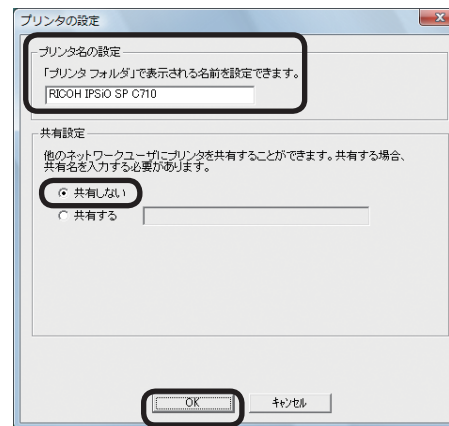 プリンタの設定
プリンタ名の設定
「プリンタ フォルダ」で表示される名前を設定できます。
RICOH IPSiO SP C710
共有設定
他のネットワークユーザにプリンタを共有することができます。共有する場合、
共有名を入力する必要があります。
共有しない
共有する
OK
キャンセル